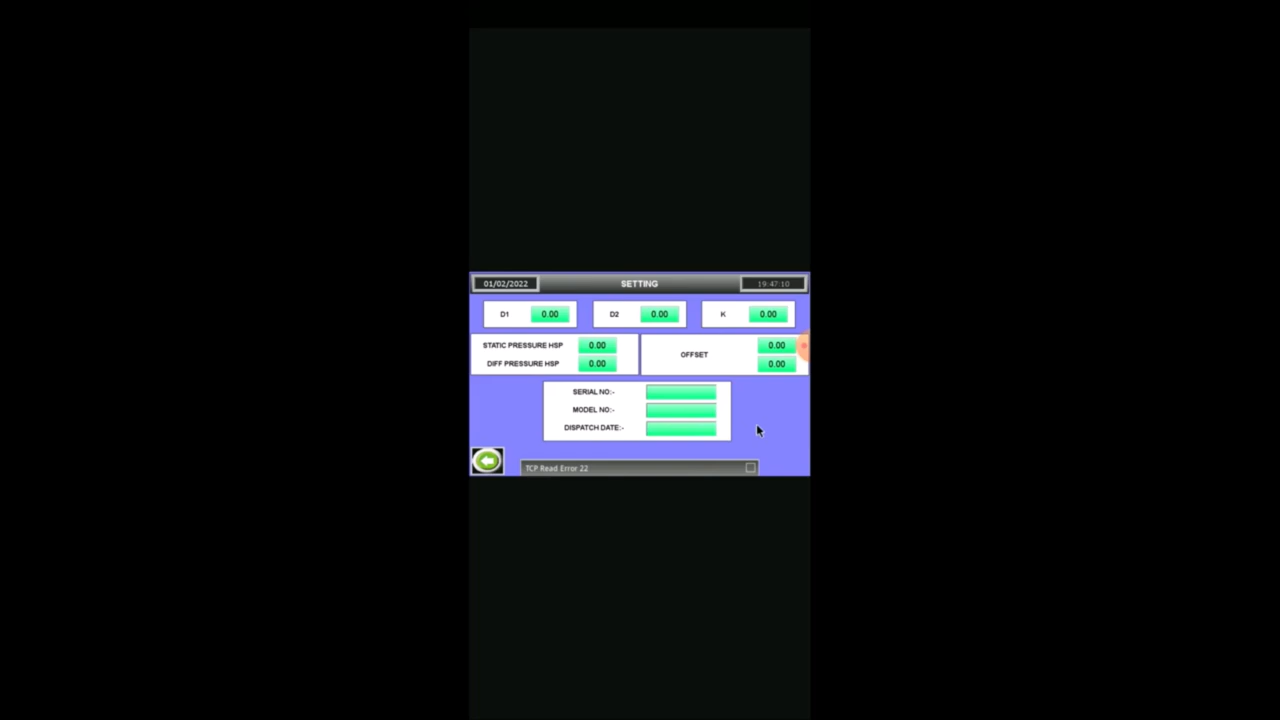 01/02/2022 SETTING 19:47:10
D1 0.00 D2 0.00 K 0.00
STATIC PRESSURE HSP 0.00 OFFSET 0.00
DIFF PRESSURE HSP 0.00 0.00
SERIAL NO:-
MODEL NO:-
DISPATCH DATE:-
TCP Read Error 22